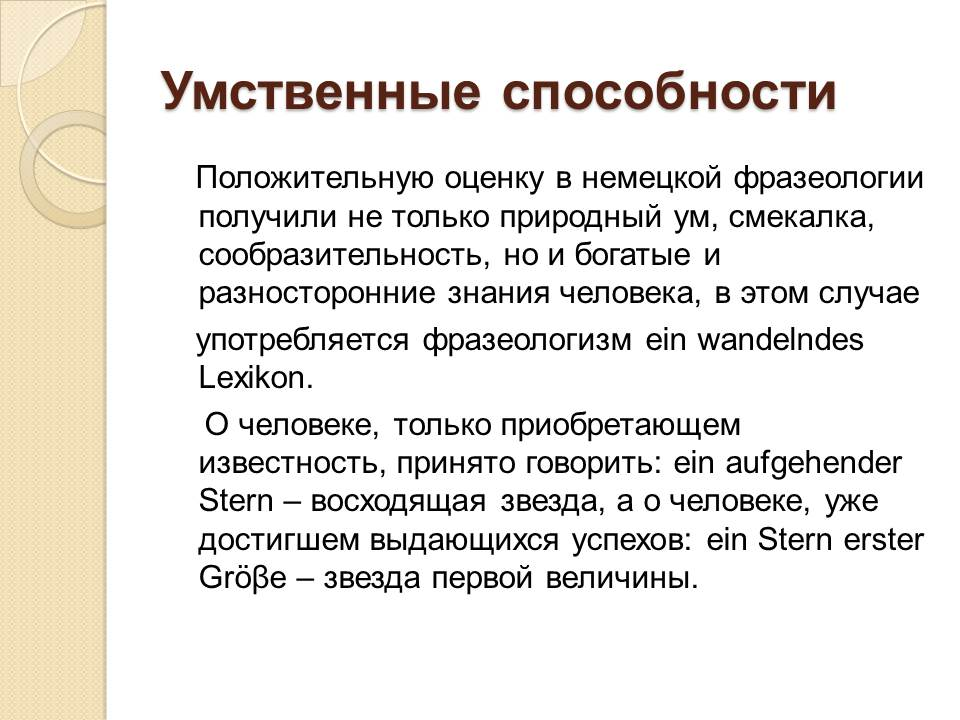 Умственные способности
Положительную оценку в немецкой фразеологии
получили не только природный ум, смекалка,
сообразительность, но и богатые и
разносторонние знания человека, в этом случае
употребляется фразеологизм ein wandelndes
Lexikon.
О человеке, только приобретающем
известность, принято говорить: ein aufgehender
Stern – восходящая звезда, а о человеке, уже
достигшем выдающихся успехов: ein Stern erster
Gröβe – звезда первой величины.